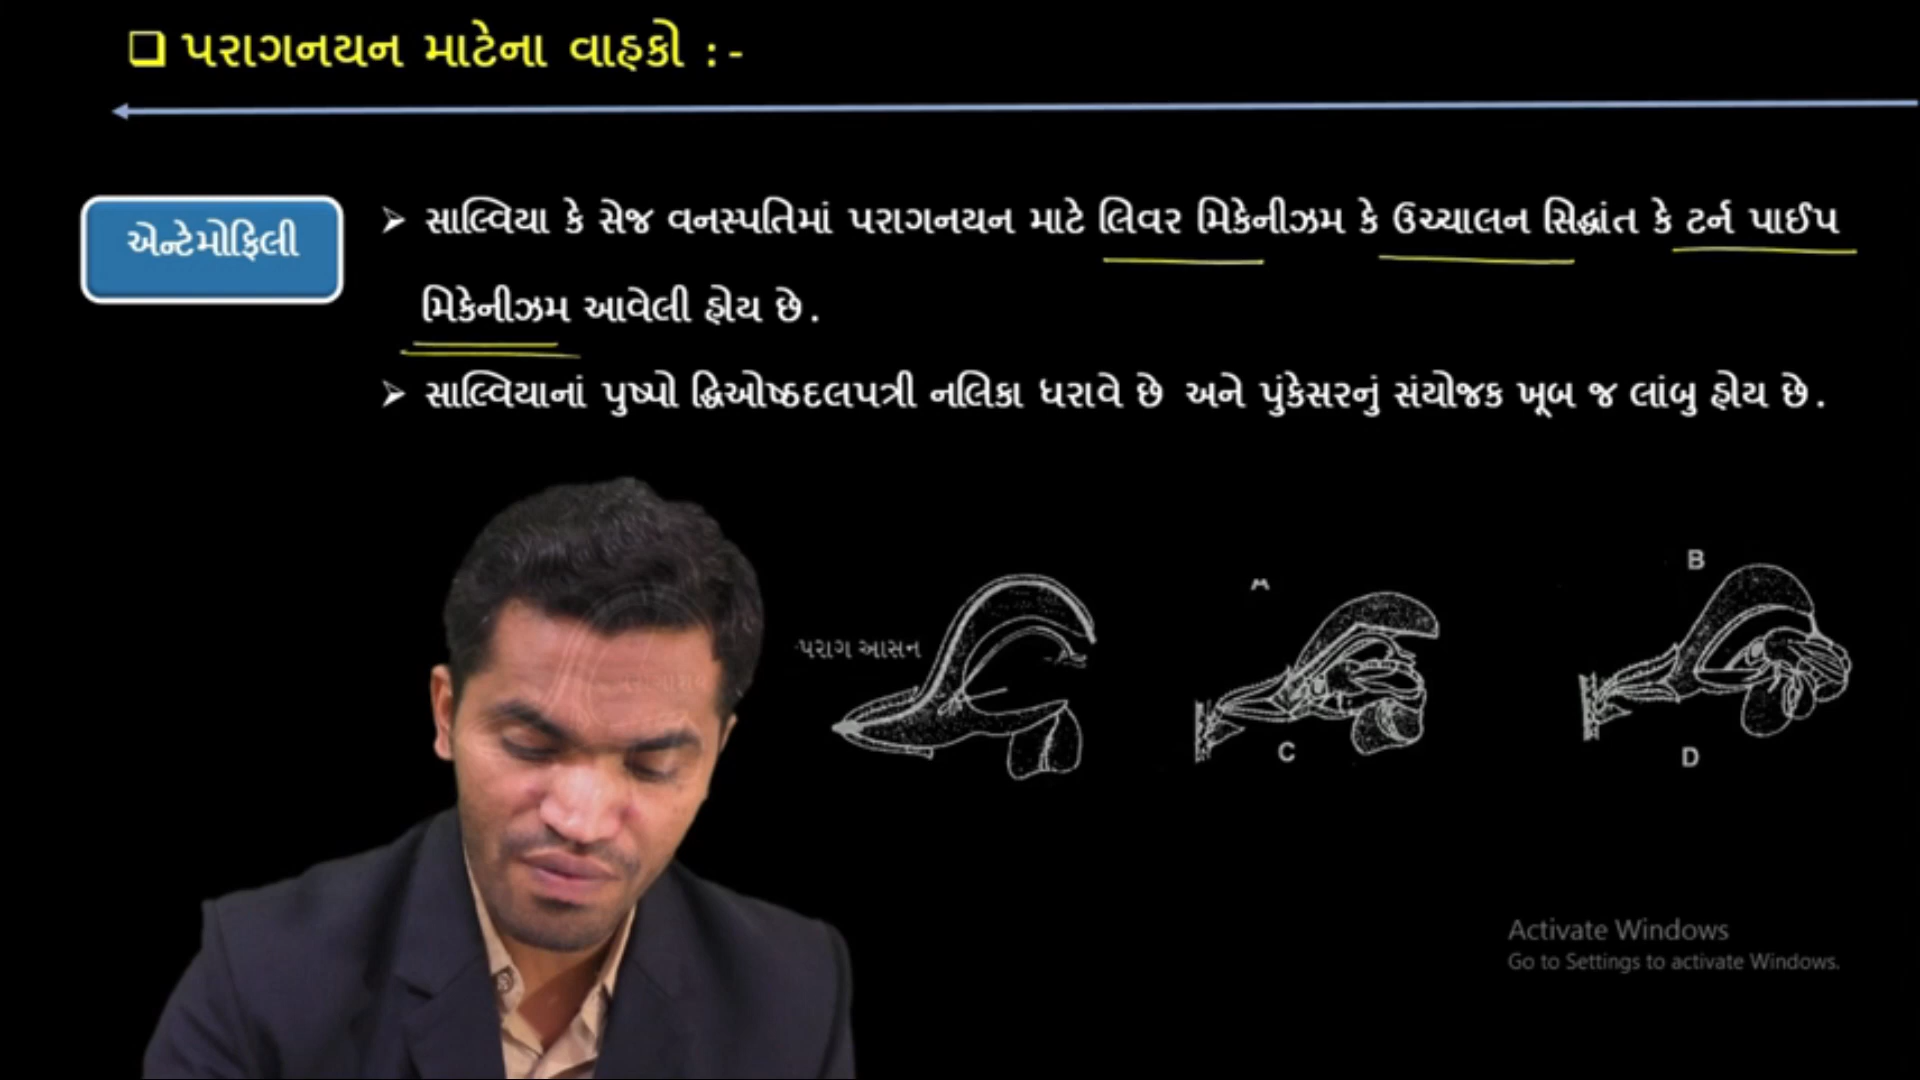 ❑ પરાગનયન માટેના વાહકો :-
એન્ટેમોફિલી
➢ સાલ્વિયા કે સેજ વનસ્પતિમાં પરાગનયન માટે લિવર મિકેનીઝમ કે ઉચ્ચાલન સિદ્ધાંત કે ટર્ન પાઈપ
મિકેનીઝમ આવેલી હોય છે.
➢ સાલ્વિયાનાં પુષ્પો દ્વિઓષ્ઠદલપત્રી નલિકા ધરાવે છે અને પુંકેસરનું સંયોજક ખૂબ જ લાંબુ હોય છે.
B
પરાગ આસન
C
D
Activate Windows
Go to Settings to activate Windows.